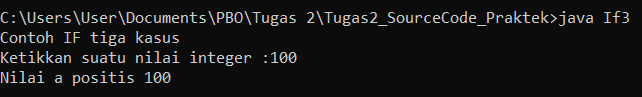 C:\Users\User\Documents\PBO\Tugas 2\Tugas2_SourceCode_Praktek>java If3
Contoh IF tiga kasus
Ketikkan suatu nilai integer :100
Nilai a positis 100